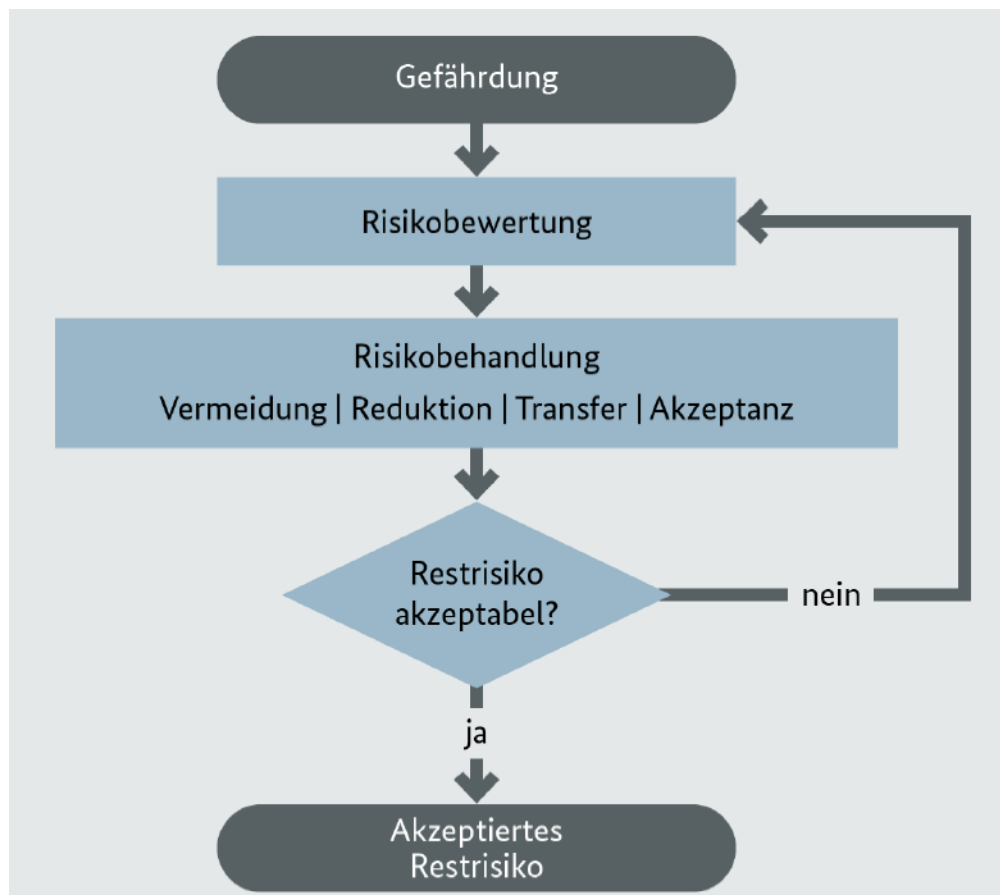 Gefährdung
Risikobewertung
Risikobehandlung
Vermeidung | Reduktion | Transfer | Akzeptanz
Restrisiko
akzeptabel?
nein
ja
Akzeptiertes
Restrisiko